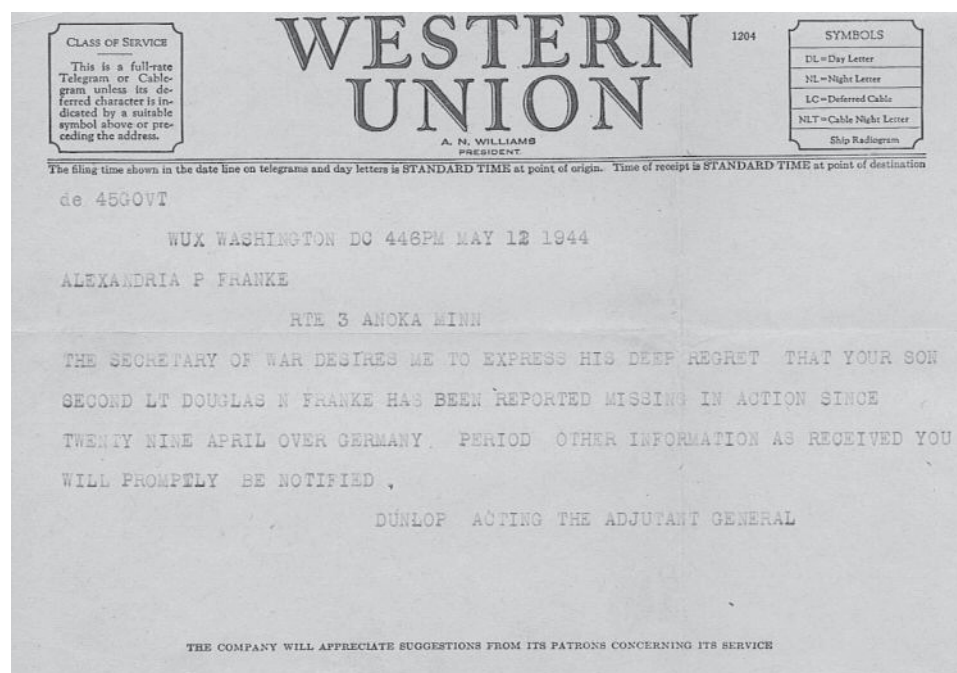 CLASS OF SERVICE
This is a full-rate
Telegram or Cable-
gram unless its de-
ferred character is in-
dicated by a suitable
symbol above or pre-
ceding the address.
WESTERN
UNION
A. N. WILLIAMS
PRESIDENT
1204
SYMBOLS
DL=Day Letter
NL=Night Letter
LC=Deferred Cable
NLT=Cable Night Letter
Ship Radiogram
The filing time shown in the date line on telegrams and day letters is STANDARD TIME at point of origin. Time of receipt is STANDARD TIME at point of destination
de 45GOVT
WUX WASHINGTON DC 446PM MAY 12 1944
ALEXANDRIA P FRANKE
RTE 3 ANOKA MINN
THE SECRETARY OF WAR DESIRES ME TO EXPRESS HIS DEEP REGRET THAT YOUR SON
SECOND LT DOUGLAS N FRANKE HAS BEEN REPORTED MISSING IN ACTION SINCE
TWENTY NINE APRIL OVER GERMANY. PERIOD OTHER INFORMATION AS RECEIVED YOU
WILL PROMPTLY BE NOTIFIED .
DUNLOP ACTING THE ADJUTANT GENERAL
THE COMPANY WILL APPRECIATE SUGGESTIONS FROM ITS PATRONS CONCERNING ITS SERVICE